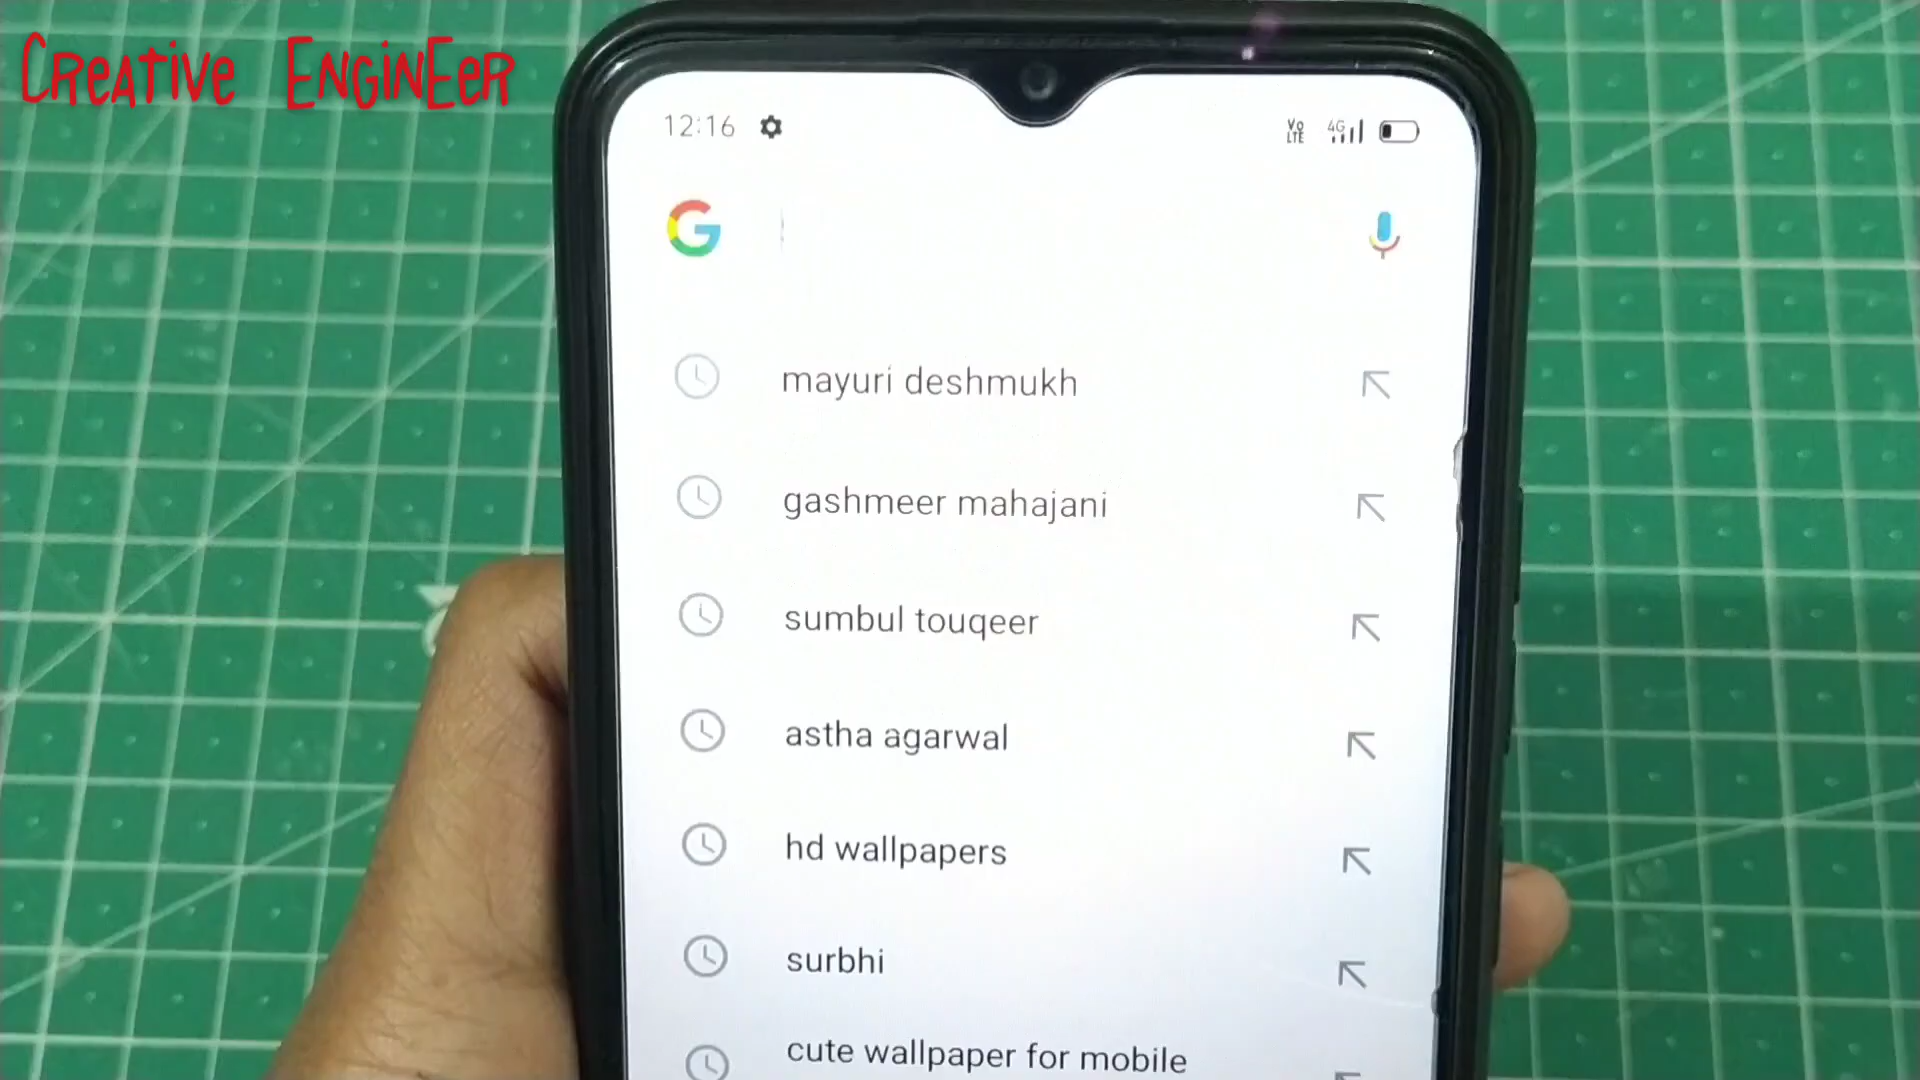 Creative Engineer
12:16
Vo LTE 4G
G
mayuri deshmukh
gashmeer mahajani
sumbul touqeer
astha agarwal
hd wallpapers
surbhi
cute wallpaper for mobile